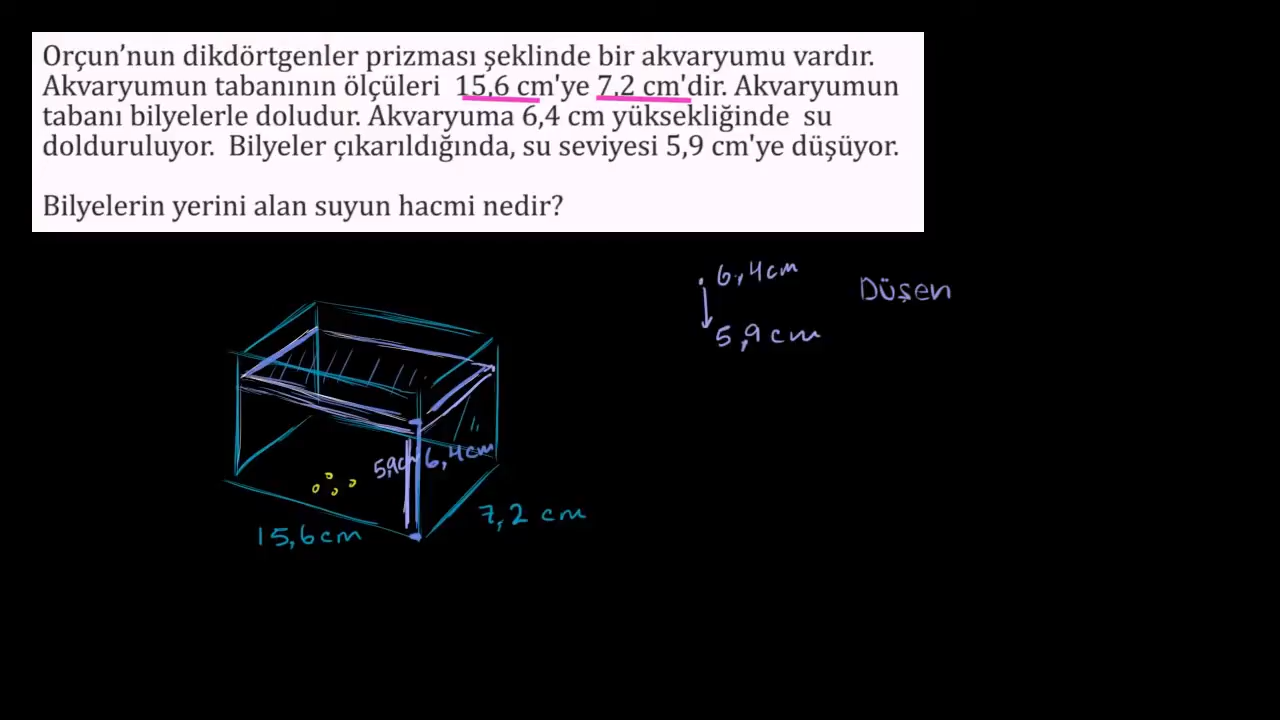 Orçun'nun dikdörtgenler prizması şeklinde bir akvaryumu vardır.
Akvaryumun tabanının ölçüleri 15,6 cm'ye 7,2 cm'dir. Akvaryumun
tabanı bilyelerle doludur. Akvaryuma 6,4 cm yüksekliğinde su
dolduruluyor. Bilyeler çıkarıldığında, su seviyesi 5,9 cm'ye düşüyor.
Bilyelerin yerini alan suyun hacmi nedir?
6,4cm
Düşen
5,9 cm
5,9cm 6,4cm
7,2 cm
15,6cm